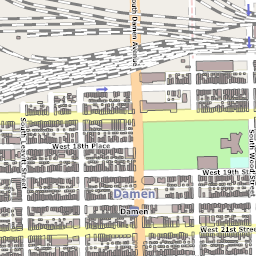 South Damen Avenue
West 18th Place
South Leavitt Street
South Wood Street
West 19th St
Damen
Damen
West 21st Street